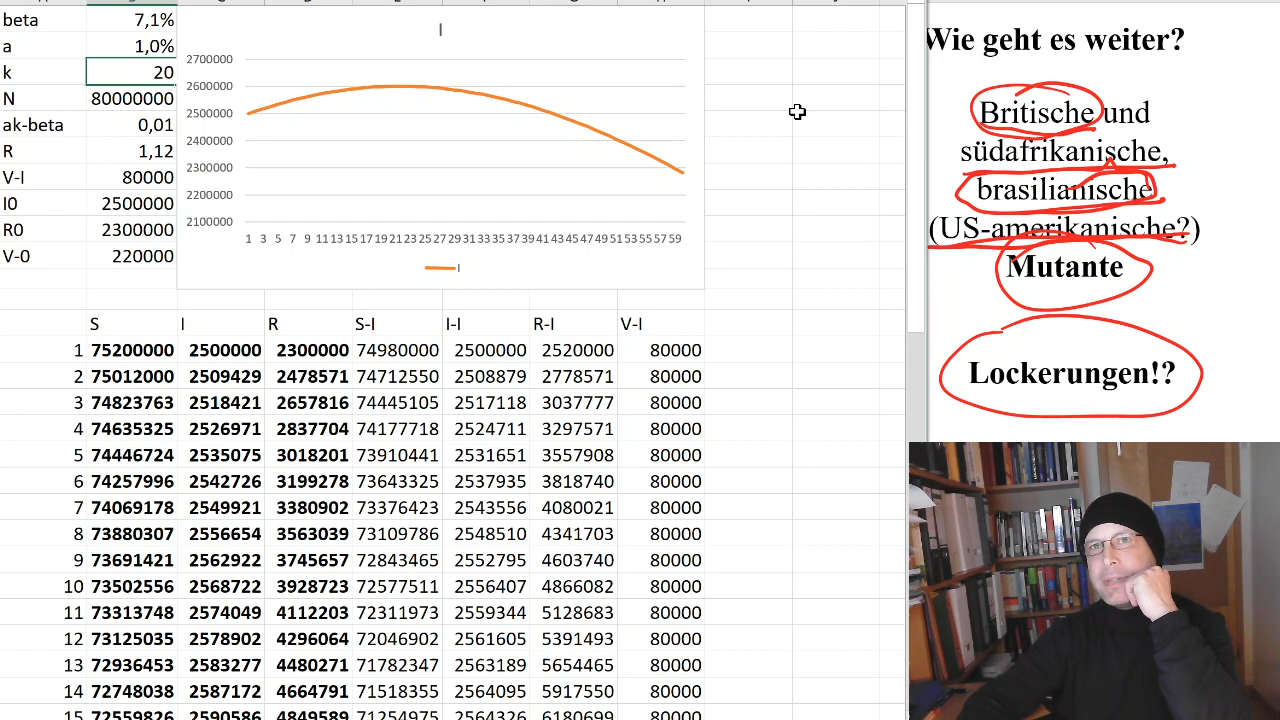 beta 7,1%
a 1,0%
k 20
N 80000000
ak-beta 0,01
R 1,12
V-I 80000
I0 2500000
R0 2300000
V-0 220000
I
2700000
2600000
2500000
2400000
2300000
2200000
2100000
1 3 5 7 9 11 13 15 17 19 21 23 25 27 29 31 33 35 37 39 41 43 45 47 49 51 53 55 57 59
I
S I R S-I I-I R-I V-I
1 75200000 2500000 2300000 74980000 2500000 2520000 80000
2 75012000 2509429 2478571 74712550 2508879 2778571 80000
3 74823763 2518421 2657816 74445105 2517118 3037777 80000
4 74635325 2526971 2837704 74177718 2524711 3297571 80000
5 74446724 2535075 3018201 73910441 2531651 3557908 80000
6 74257996 2542726 3199278 73643325 2537935 3818740 80000
7 74069178 2549921 3380902 73376423 2543556 4080021 80000
8 73880307 2556654 3563039 73109786 2548510 4341703 80000
9 73691421 2562922 3745657 72843465 2552795 4603740 80000
10 73502556 2568722 3928723 72577511 2556407 4866082 80000
11 73313748 2574049 4112203 72311973 2559344 5128683 80000
12 73125035 2578902 4296064 72046902 2561605 5391493 80000
13 72936453 2583277 4480271 71782347 2563189 5654465 80000
14 72748038 2587172 4664791 71518355 2564095 5917550 80000
15 72559826 2590586 4849589 71254975 2564326 6180699 80000
Wie geht es weiter?
Britische und
südafrikanische,
brasilianische
(US-amerikanische?)
Mutante
Lockerungen!?